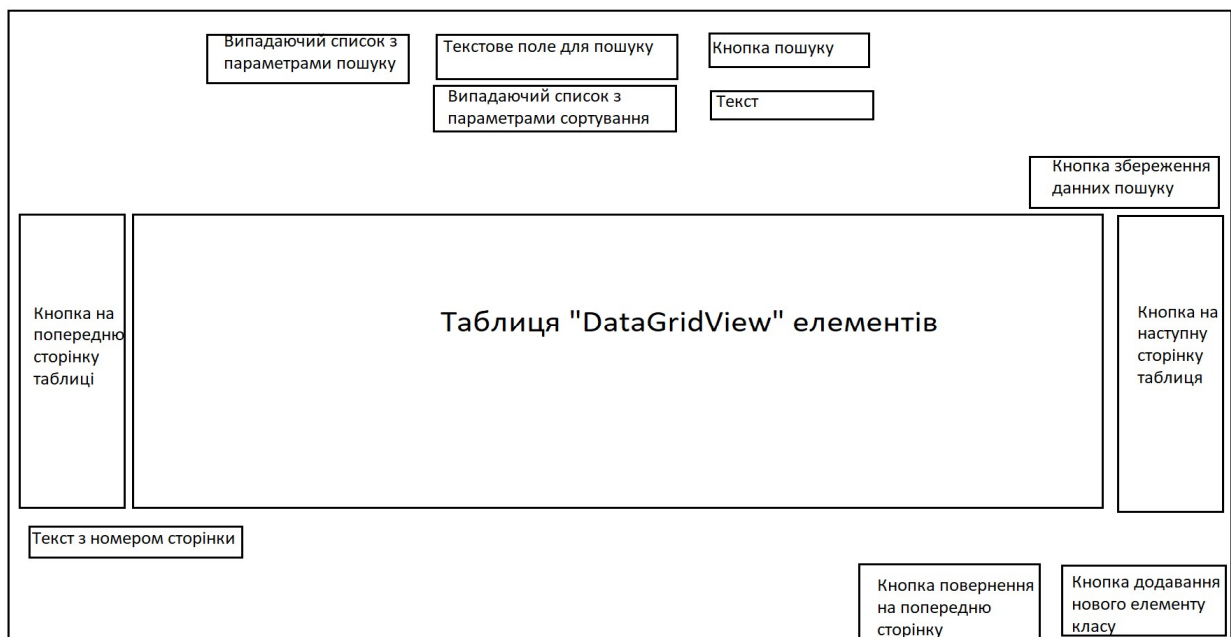 Випадаючий список з
параметрами пошуку
Текстове поле для пошуку
Кнопка пошуку
Випадаючий список з
параметрами сортування
Текст
Кнопка збереження
данних пошуку
Кнопка на
попередню
сторінку
таблиці
Таблиця "DataGridView" елементів
Кнопка на
наступну
сторінку
таблиця
Текст з номером сторінки
Кнопка повернення
на попередню
сторінку
Кнопка додавання
нового елементу
класу